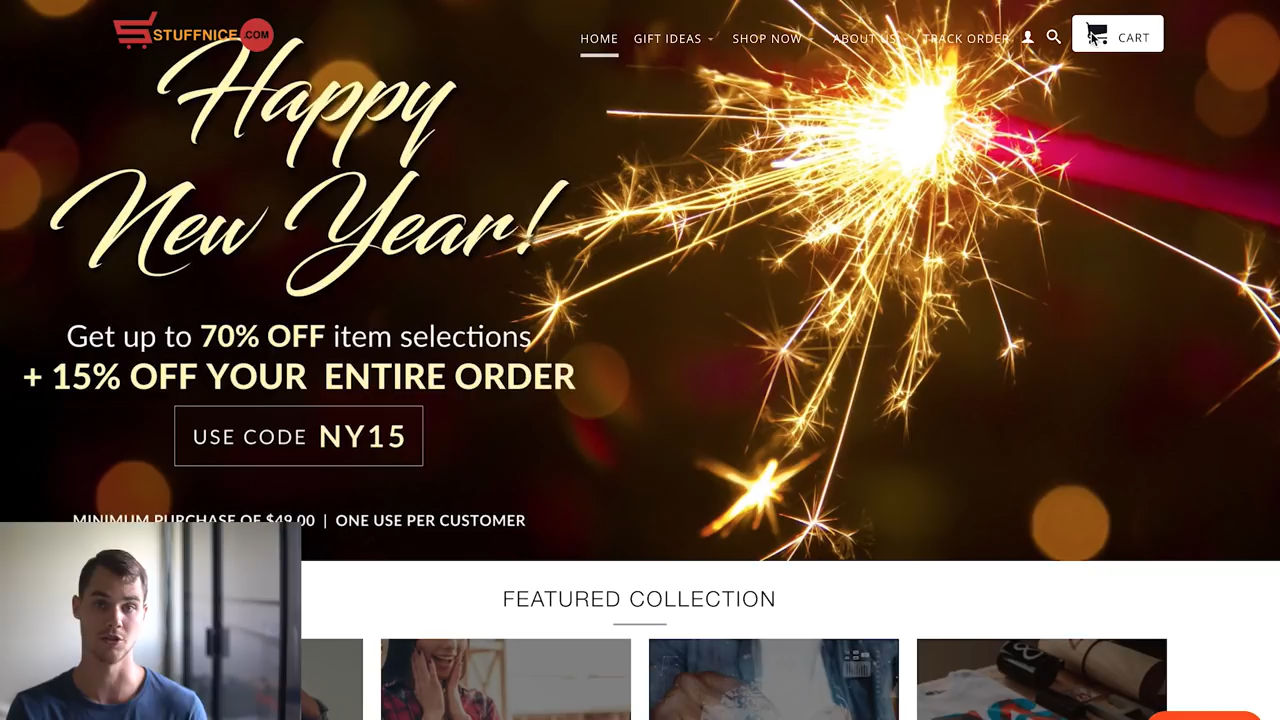 STUFFNICE.COM
HOME GIFT IDEAS SHOP NOW ABOUT US TRACK ORDER CART
Happy
New Year!
Get up to 70% OFF item selections
+ 15% OFF YOUR ENTIRE ORDER
USE CODE NY15
MINIMUM PURCHASE OF $49.00 | ONE USE PER CUSTOMER
FEATURED COLLECTION